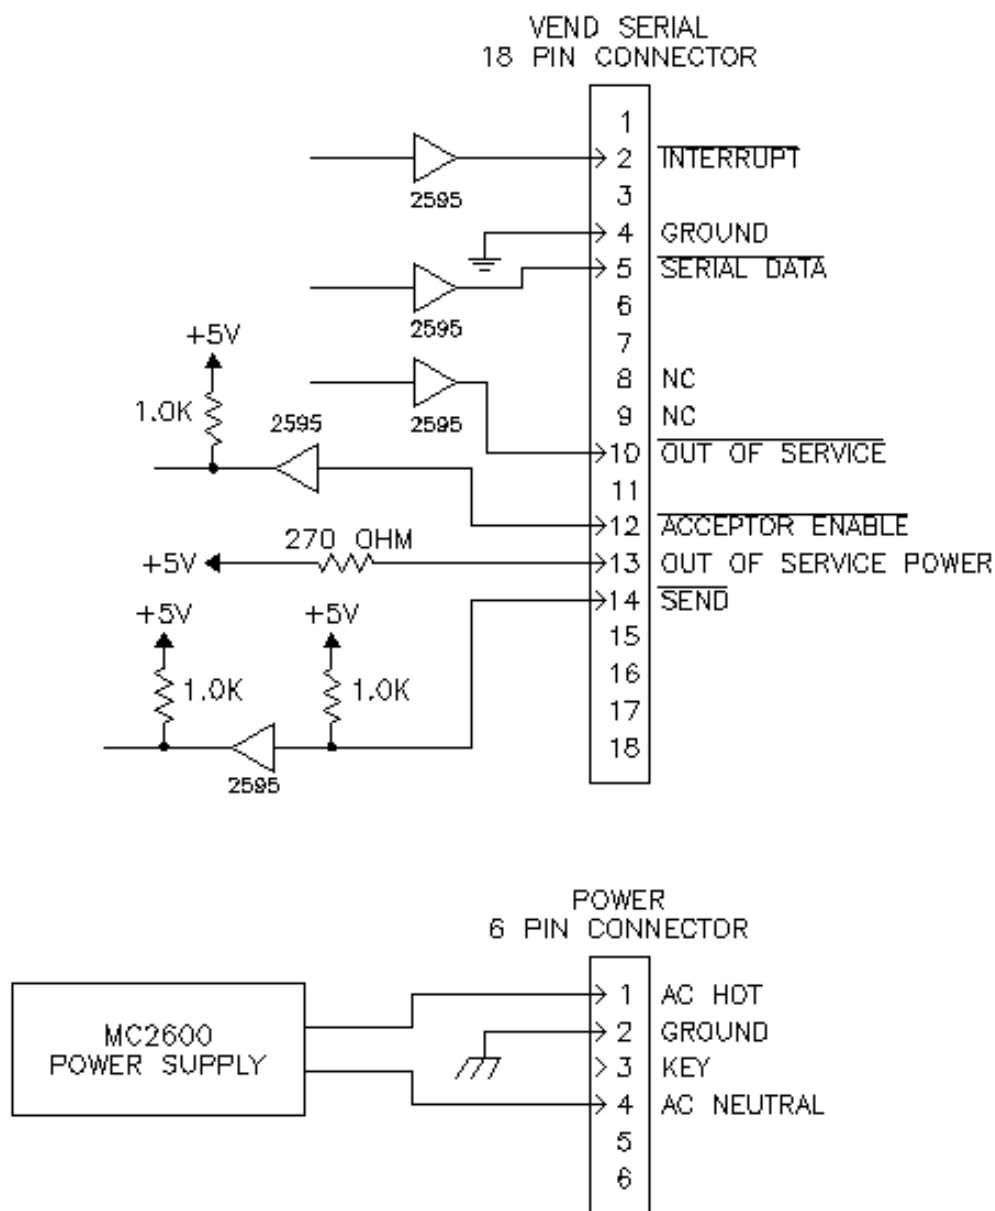 VEND SERIAL
18 PIN CONNECTOR
1
2 INTERRUPT
2595
3
4 GROUND
5 SERIAL DATA
2595
6
7
+5V
1.0K
8 NC
2595
9 NC
2595
10 OUT OF SERVICE
11
12 ACCEPTOR ENABLE
270 OHM
+5V
13 OUT OF SERVICE POWER
14 SEND
+5V
+5V
15
16
1.0K
1.0K
17
18
2595
POWER
6 PIN CONNECTOR
MC2600
POWER SUPPLY
1 AC HOT
2 GROUND
3 KEY
4 AC NEUTRAL
5
6